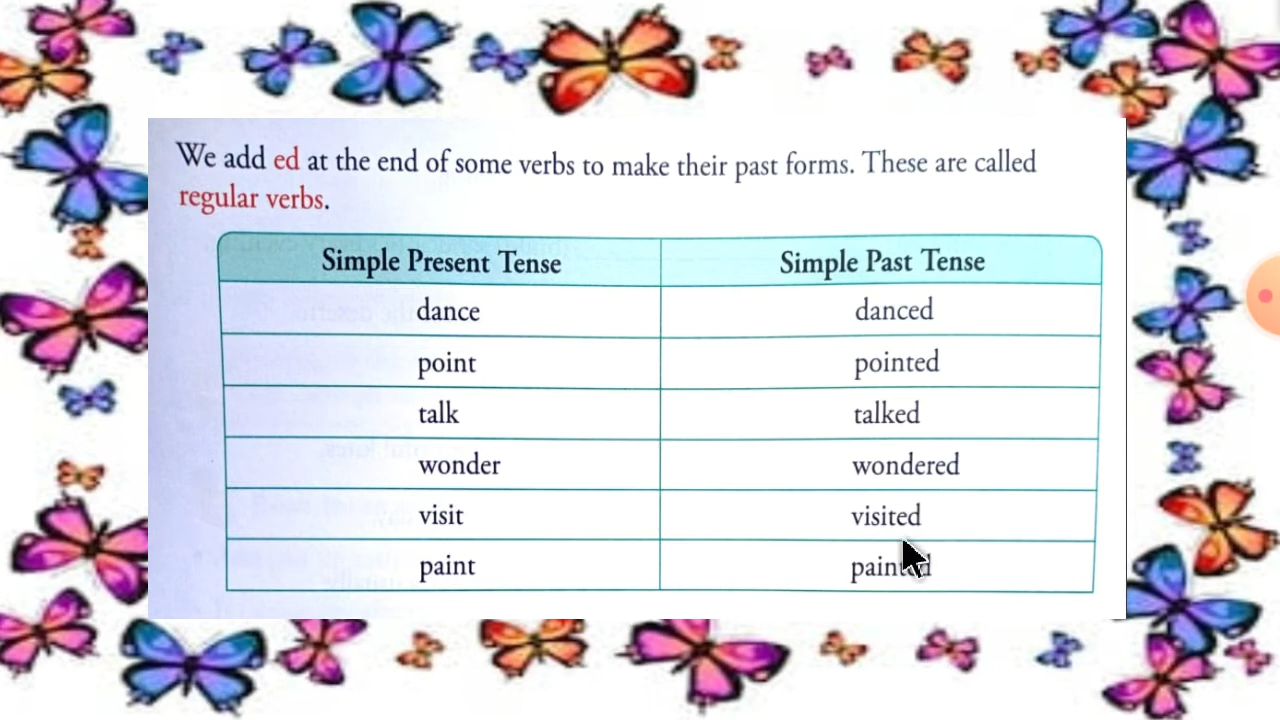 We add ed at the end of some verbs to make their past forms. These are called
regular verbs.
Simple Present Tense Simple Past Tense
dance danced
point pointed
talk talked
wonder wondered
visit visited
paint painted